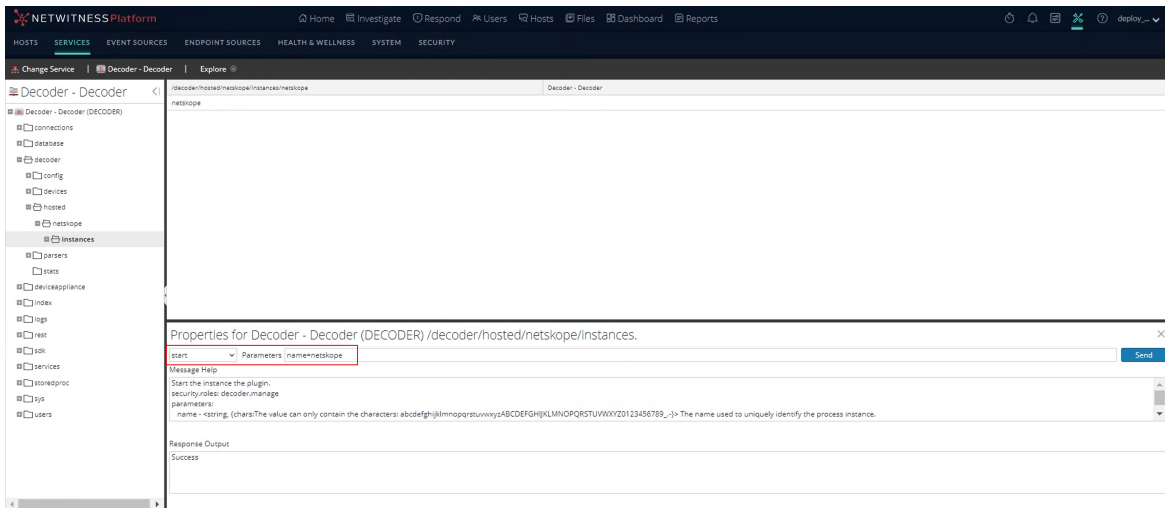 NETWITNESS Platform
Home Investigate Respond Users Hosts Files Dashboard Reports
deploy_...
HOSTS SERVICES EVENT SOURCES ENDPOINT SOURCES HEALTH & WELLNESS SYSTEM SECURITY
Change Service | Decoder - Decoder | Explore
Decoder - Decoder
/decoder/hosted/netskope/instances/netskope Decoder - Decoder
netskope
Decoder - Decoder (DECODER)
connections
database
decoder
config
devices
hosted
netskope
instances
parsers
stats
deviceappliance
index
logs
rest
sdk
services
storedproc
sys
users
Properties for Decoder - Decoder (DECODER) /decoder/hosted/netskope/instances.
start Parameters name=netskope Send
Message Help
Start the instance the plugin.
security.roles: decoder.manage
parameters:
name - <string, {chars:The value can only contain the characters: abcdefghijklmnopqrstuvwxyzABCDEFGHIJKLMNOPQRSTUVWXYZ0123456789_.-}> The name used to uniquely identify the process instance.
Response Output
Success